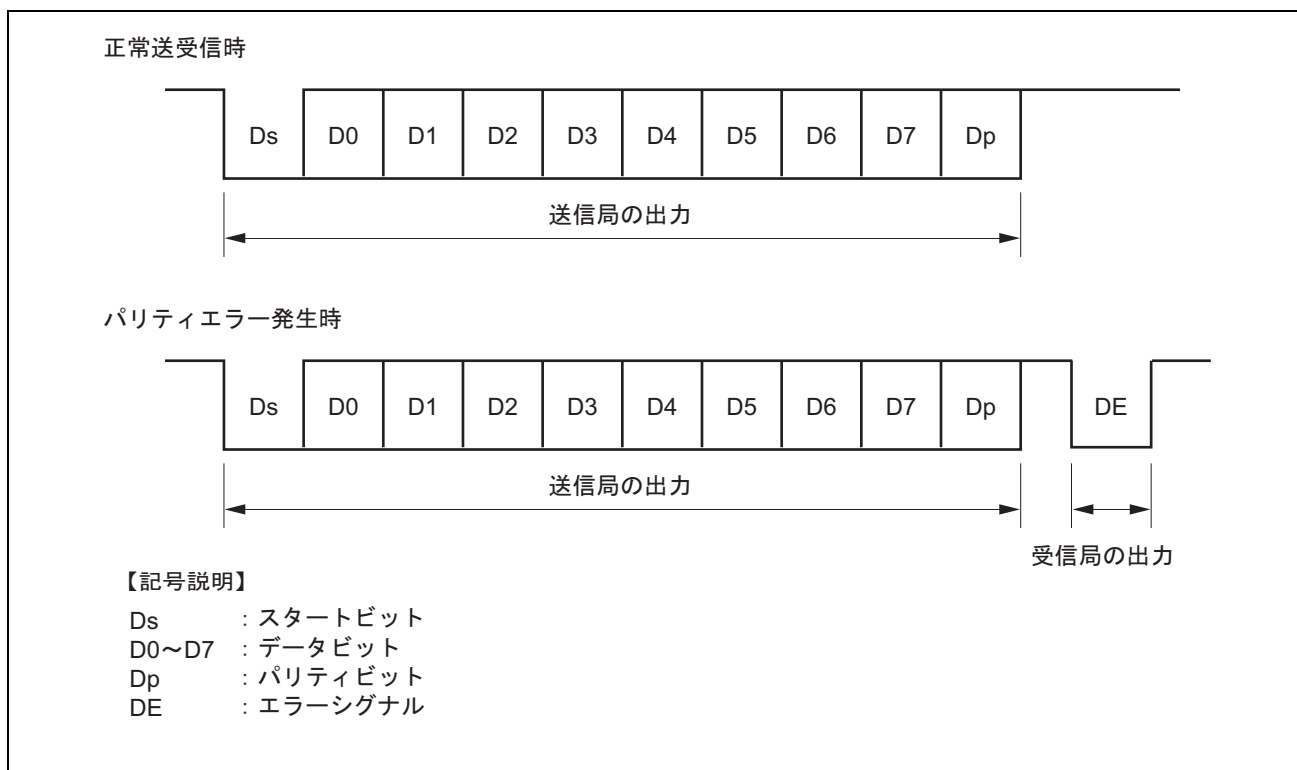 正常送受信時
Ds D0 D1 D2 D3 D4 D5 D6 D7 Dp
送信局の出力
パリティエラー発生時
Ds D0 D1 D2 D3 D4 D5 D6 D7 Dp DE
送信局の出力
受信局の出力
【記号説明】
Ds : スタートビット
D0～D7 : データビット
Dp : パリティビット
DE : エラーシグナル